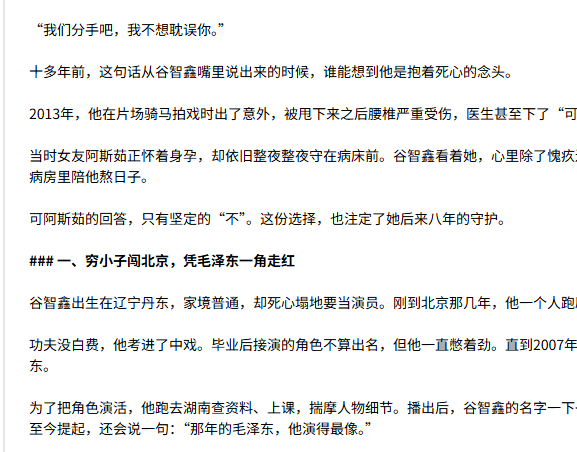 “我们分手吧，我不想耽误你。”
十多年前，这句话从谷智鑫嘴里说出来的时候，谁能想到他是抱着死心的念头。
2013年，他在片场骑马拍戏时出了意外，被甩下来之后腰椎严重受伤，医生甚至下了“可
当时女友阿斯茹正怀着身孕，却依旧整夜整夜守在病床前。谷智鑫看着她，心里除了愧疚
病房里陪他熬日子。
可阿斯茹的回答，只有坚定的“不”。这份选择，也注定了她后来八年的守护。
### 一、穷小子闯北京，凭毛泽东一角走红
谷智鑫出生在辽宁丹东，家境普通，却死心塌地要当演员。刚到北京那几年，他一个人跑
功夫没白费，他考进了中戏。毕业后接演的角色不算出名，但他一直憋着劲。直到2007年
东。
为了把角色演活，他跑去湖南查资料、上课，揣摩人物细节。播出后，谷智鑫的名字一下
至今提起，还会说一句：“那年的毛泽东，他演得最像。”